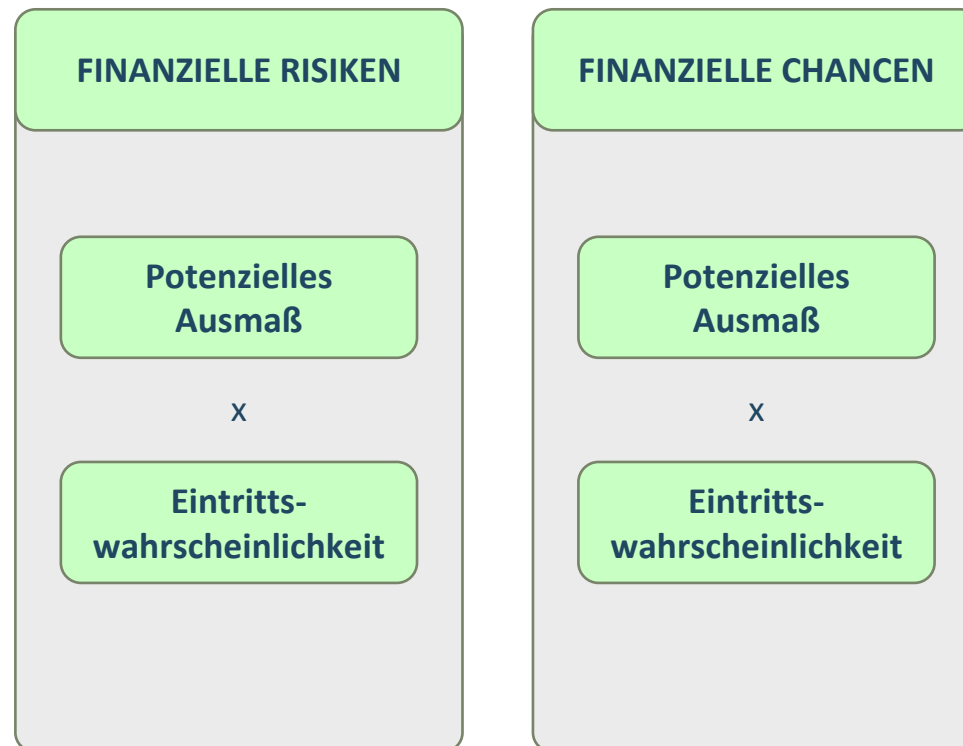 FINANZIELLE RISIKEN
Potenzielles
Ausmaß
x
Eintritts-
wahrscheinlichkeit
FINANZIELLE CHANCEN
Potenzielles
Ausmaß
x
Eintritts-
wahrscheinlichkeit